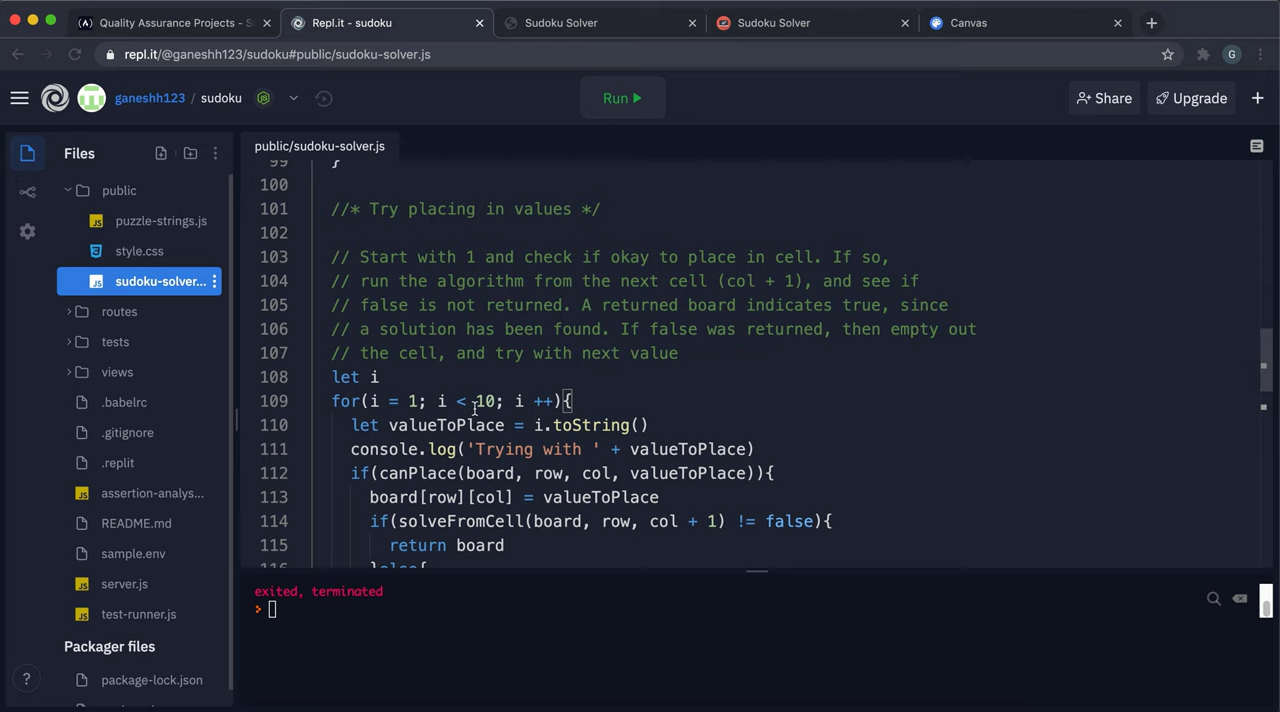 Quality Assurance Projects - S
Repl.it - sudoku
Sudoku Solver
Sudoku Solver
Canvas
repl.it/@ganeshh123/sudoku#public/sudoku-solver.js
G
ganeshh123 / sudoku
Run
Share
Upgrade
Files
public
puzzle-strings.js
style.css
sudoku-solver...
routes
tests
views
.babelrc
.gitignore
.replit
assertion-analys...
README.md
sample.env
server.js
test-runner.js
Packager files
package-lock.json
public/sudoku-solver.js
99 }
100
101 //* Try placing in values */
102
103 // Start with 1 and check if okay to place in cell. If so,
104 // run the algorithm from the next cell (col + 1), and see if
105 // false is not returned. A returned board indicates true, since
106 // a solution has been found. If false was returned, then empty out
107 // the cell, and try with next value
108 let i
109 for(i = 1; i < 10; i ++){
110 let valueToPlace = i.toString()
111 console.log('Trying with ' + valueToPlace)
112 if(canPlace(board, row, col, valueToPlace)){
113 board[row][col] = valueToPlace
114 if(solveFromCell(board, row, col + 1) != false){
115 return board
116 }else{
exited, terminated